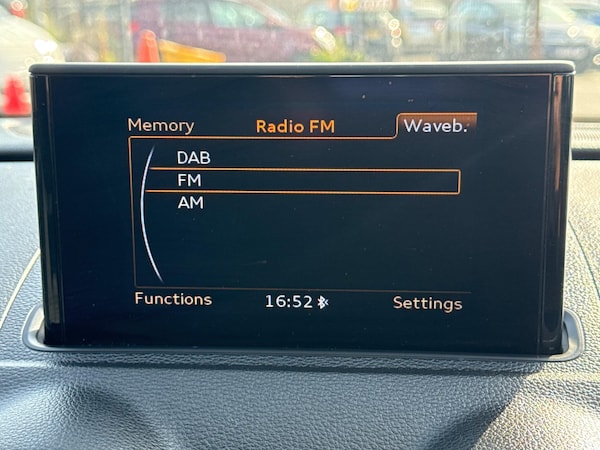 Memory Radio FM Waveb.
DAB
FM
AM
Functions 16:52 Settings